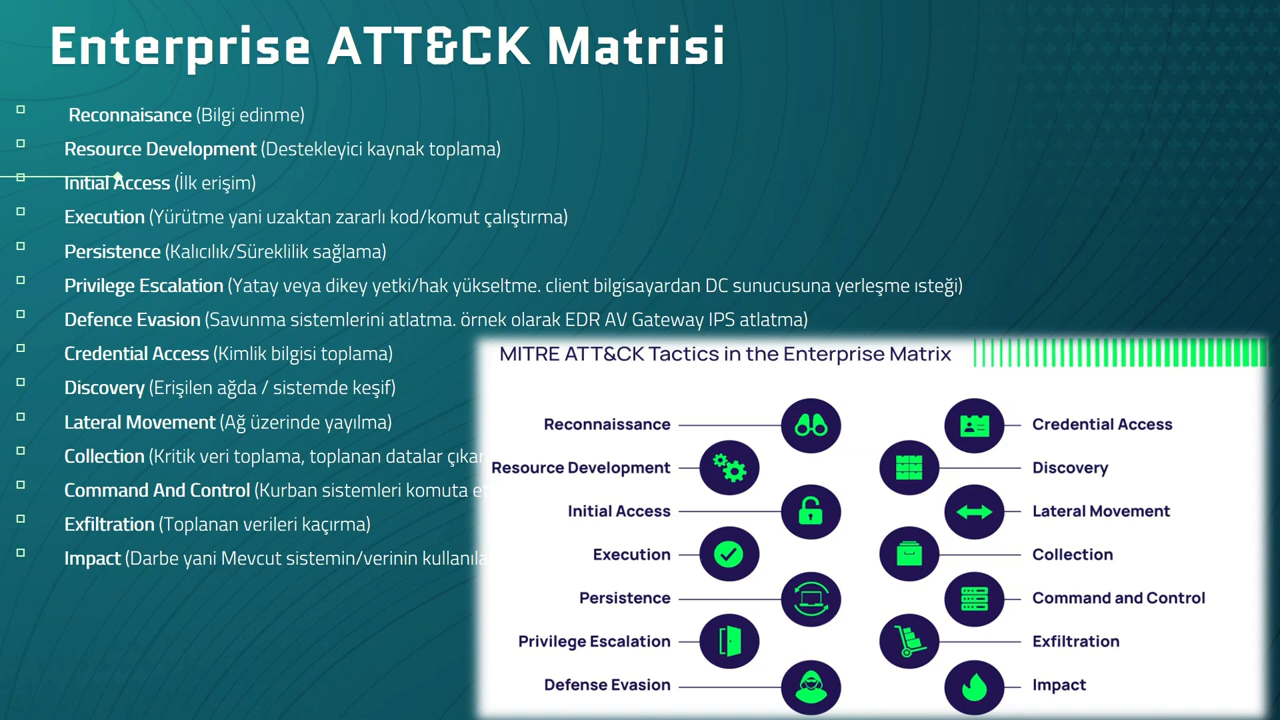 Enterprise ATT&CK Matrisi
Reconnaisance (Bilgi edinme)
Resource Development (Destekleyici kaynak toplama)
Initial Access (İlk erişim)
Execution (Yürütme yani uzaktan zararlı kod/komut çalıştırma)
Persistence (Kalıcılık/Süreklilik sağlama)
Privilege Escalation (Yatay veya dikey yetki/hak yükseltme. client bilgisayardan DC sunucusuna yerleşme ısteği)
Defence Evasion (Savunma sistemlerini atlatma. örnek olarak EDR AV Gateway IPS atlatma)
Credential Access (Kimlik bilgisi toplama)
Discovery (Erişilen ağda / sistemde keşif)
Lateral Movement (Ağ üzerinde yayılma)
Collection (Kritik veri toplama, toplanan datalar
Command And Control (Kurban sistemleri komuta
Exfiltration (Toplanan verileri kaçırma)
Impact (Darbe yani Mevcut sistemin/verinin
MITRE ATT&CK Tactics in the Enterprise Matrix
Reconnaissance
Resource Development
Initial Access
Execution
Persistence
Privilege Escalation
Defense Evasion
Credential Access
Discovery
Lateral Movement
Collection
Command and Control
Exfiltration
Impact